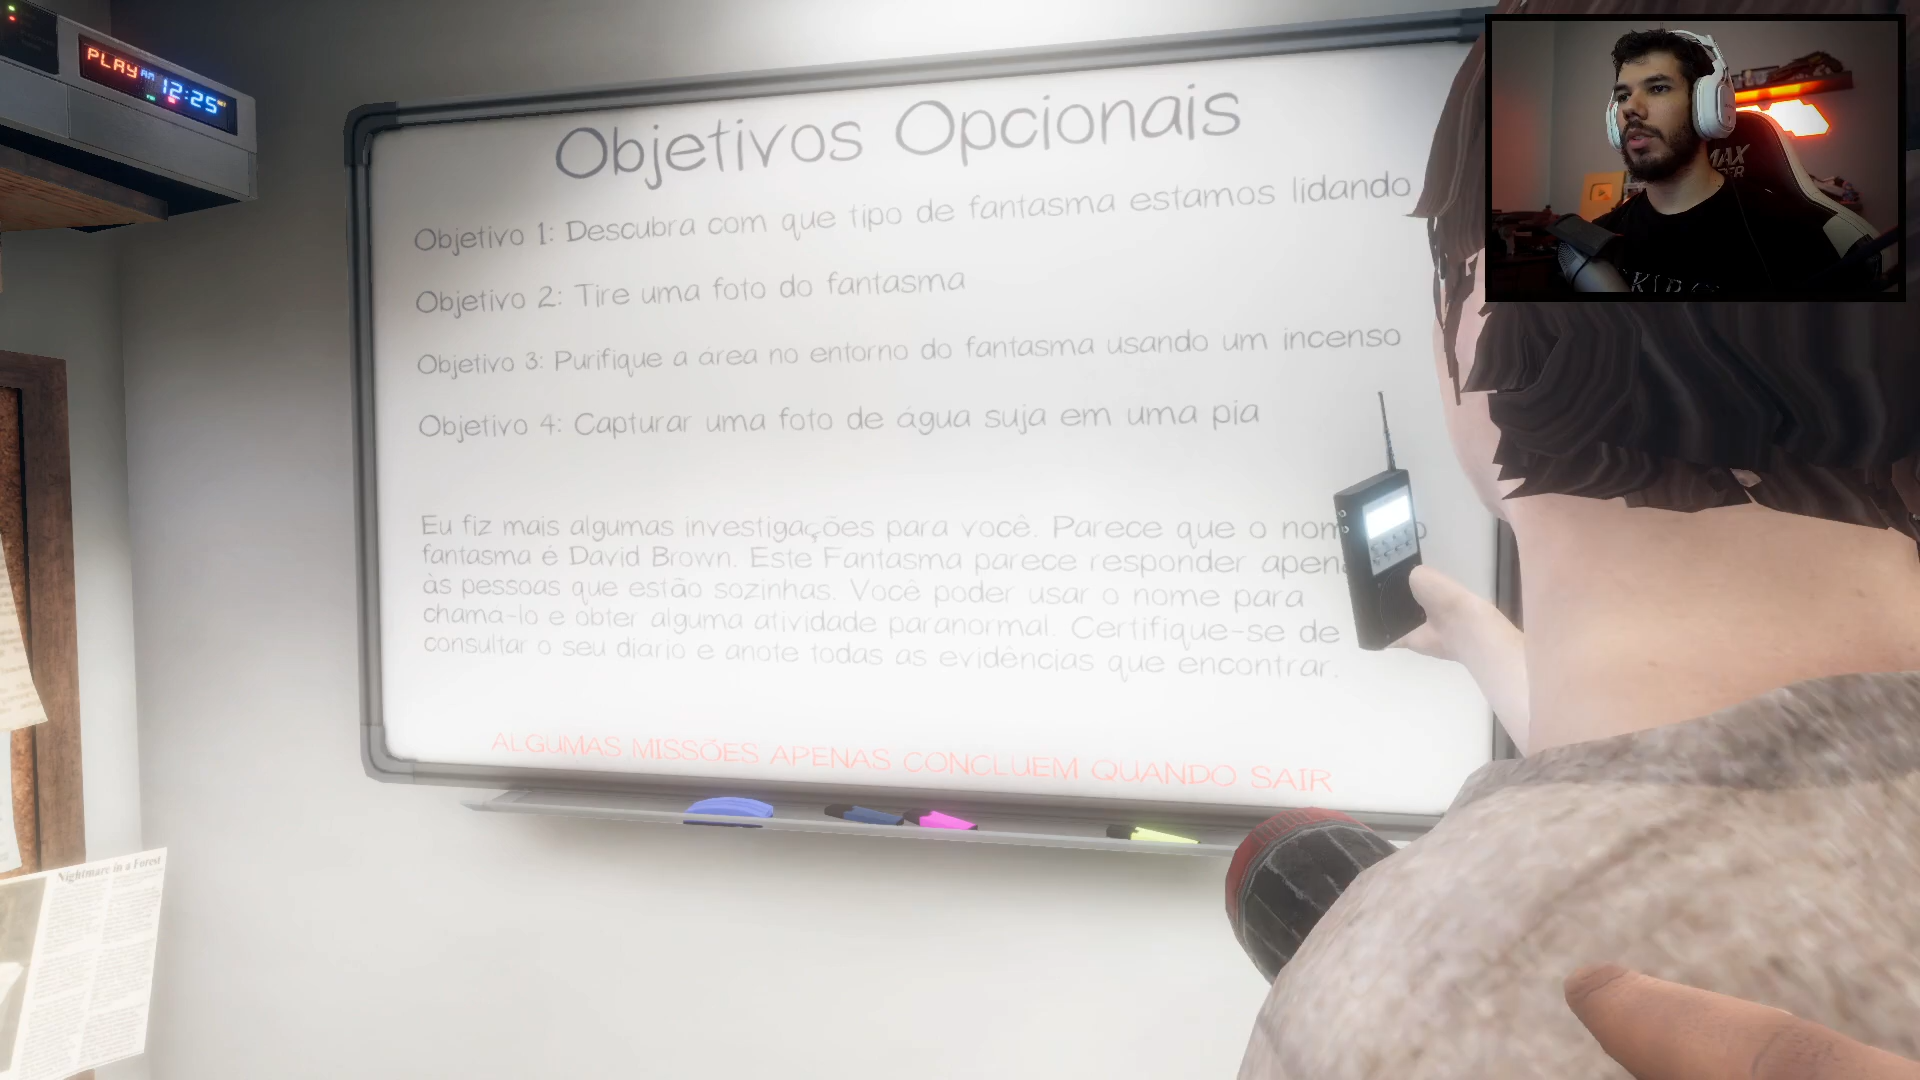 PLAY AM 12:25
Objetivos Opcionais
Objetivo 1: Descubra com que tipo de fantasma estamos lidando
Objetivo 2: Tire uma foto do fantasma
Objetivo 3: Purifique a área no entorno do fantasma usando um incenso
Objetivo 4: Capturar uma foto de água suja em uma pia
Eu fiz mais algumas investigações para você. Parece que o nom
fantasma é David Brown. Este Fantasma parece responder apen
às pessoas que estão sozinhas. Você poder usar o nome para
chama-lo e obter alguma atividade paranormal. Certifique-se de
consultar o seu diario e anote todas as evidências que encontrar.
ALGUMAS MISSÕES APENAS CONCLUEM QUANDO SAIR
Nightmare in a Forest